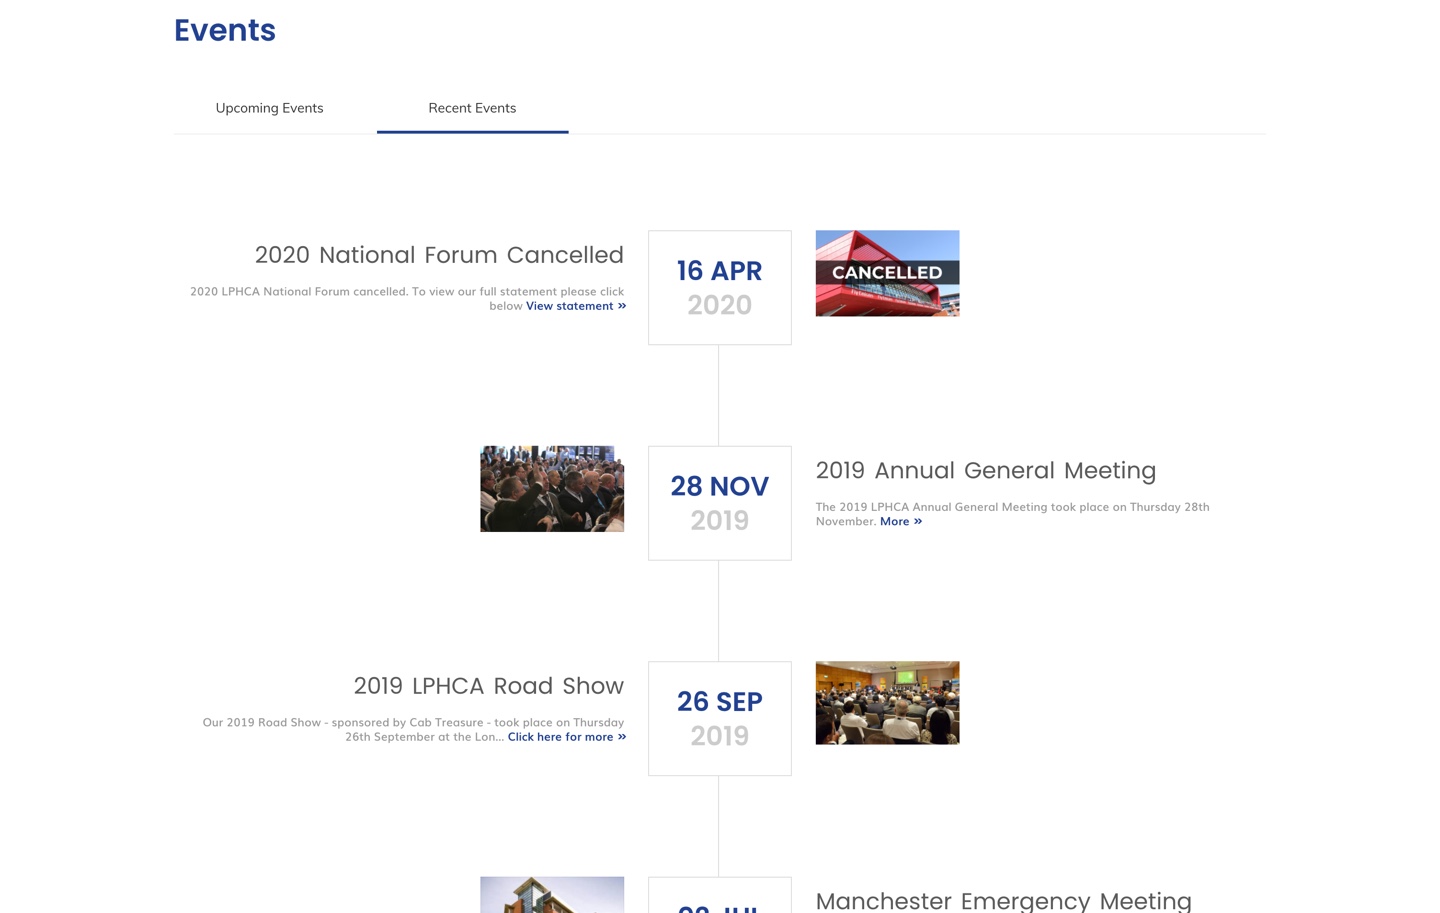 Events
Upcoming Events
Recent Events
2020 National Forum Cancelled
2020 LPHCA National Forum cancelled. To view our full statement please click
below View statement »
16 APR
2020
CANCELLED
28 NOV
2019
2019 Annual General Meeting
The 2019 LPHCA Annual General Meeting took place on Thursday 28th
November. More »
2019 LPHCA Road Show
Our 2019 Road Show - sponsored by Cab Treasure - took place on Thursday
26th September at the Lon... Click here for more »
26 SEP
2019
Manchester Emergency Meeting